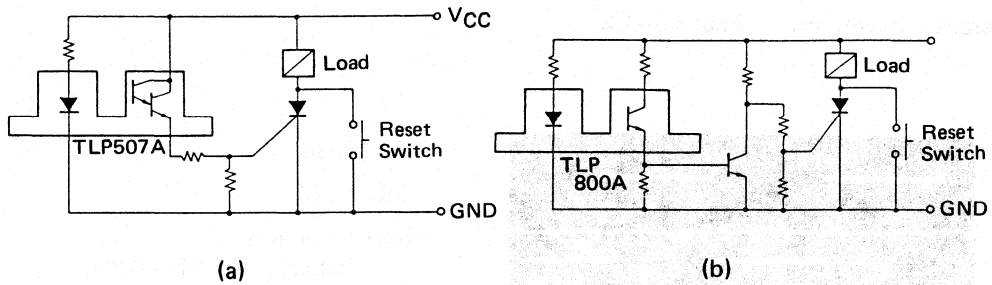 VCC
Load
TLP507A
Reset
Switch
GND
(a)
Load
TLP
800A
Reset
Switch
GND
(b)